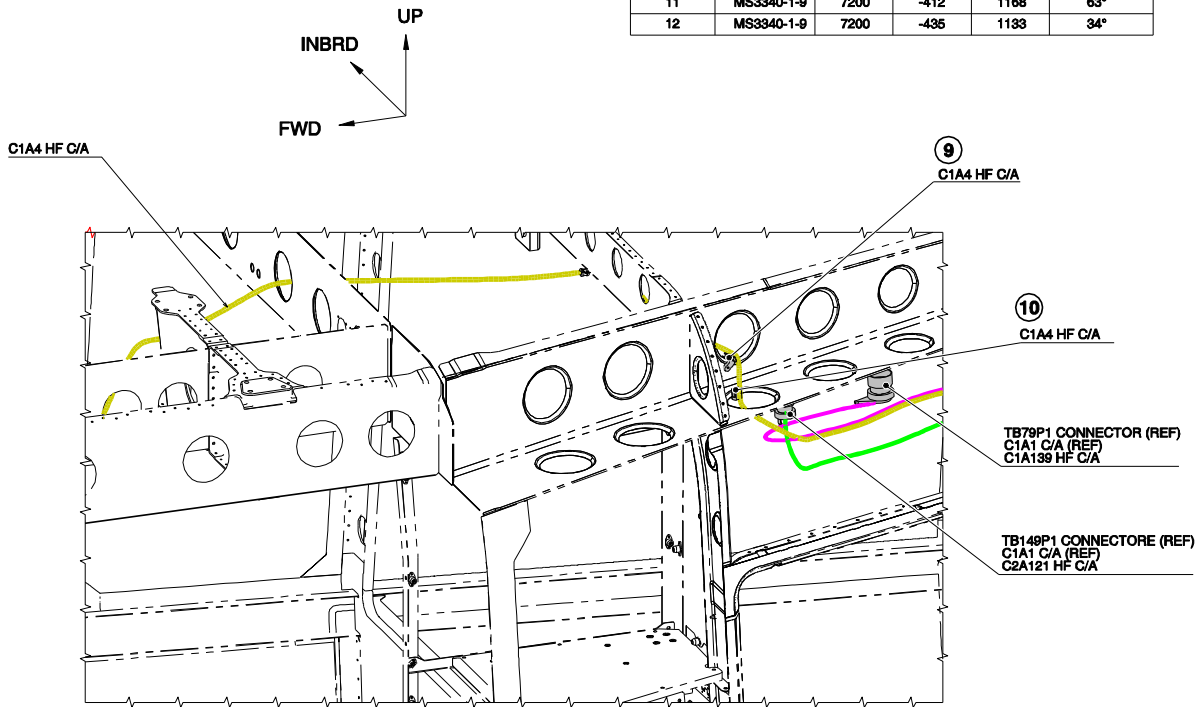 11 MS3340-1-9 7200 -412 1168 63°
12 MS3340-1-9 7200 -435 1133 34°
UP
INBRD
FWD
C1A4 HF C/A
9
C1A4 HF C/A
10
C1A4 HF C/A
TB79P1 CONNECTOR (REF)
C1A1 C/A (REF)
C1A139 HF C/A
TB149P1 CONNECTORE (REF)
C1A1 C/A (REF)
C2A121 HF C/A